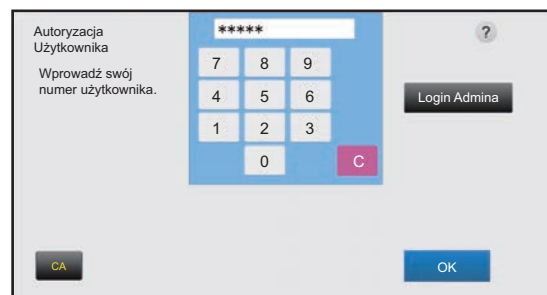 Autoryzacja
Użytkownika
Wprowadź swój
numer użytkownika.
*****
?
7 8 9
4 5 6
1 2 3
0 C
Login Admina
CA
OK